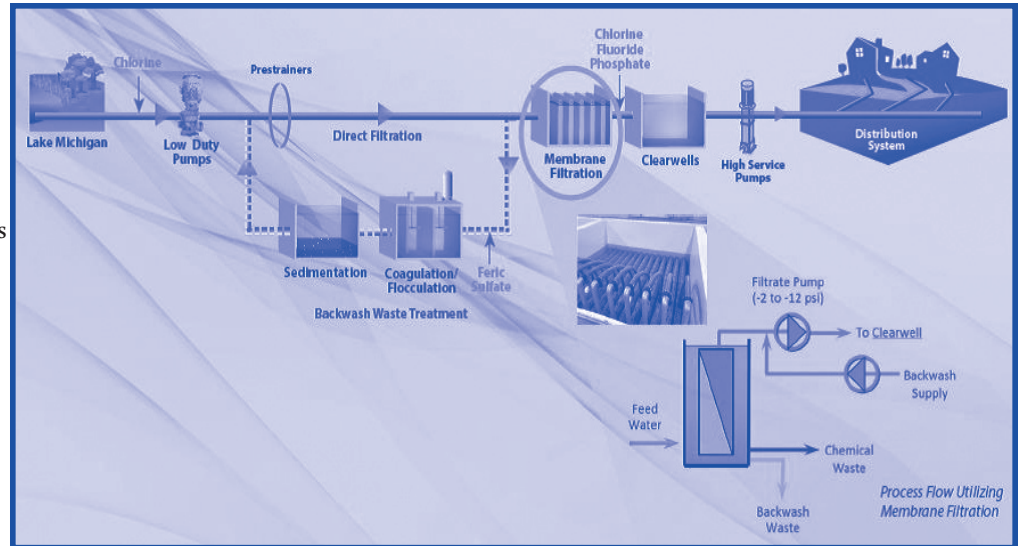 Chlorine
Fluoride
Phosphate
Chlorine
Prestrainers
Lake Michigan
Low Duty
Pumps
Direct Filtration
Membrane
Filtration
Clearwells
High Service
Pumps
Distribution
System
s
Sedimentation
Coagulation/
Flocculation
Feric
Sulfate
Backwash Waste Treatment
Filtrate Pump
(-2 to -12 psi)
To Clearwell
Backwash
Supply
Feed
Water
Chemical
Waste
Backwash
Waste
Process Flow Utilizing
Membrane Filtration